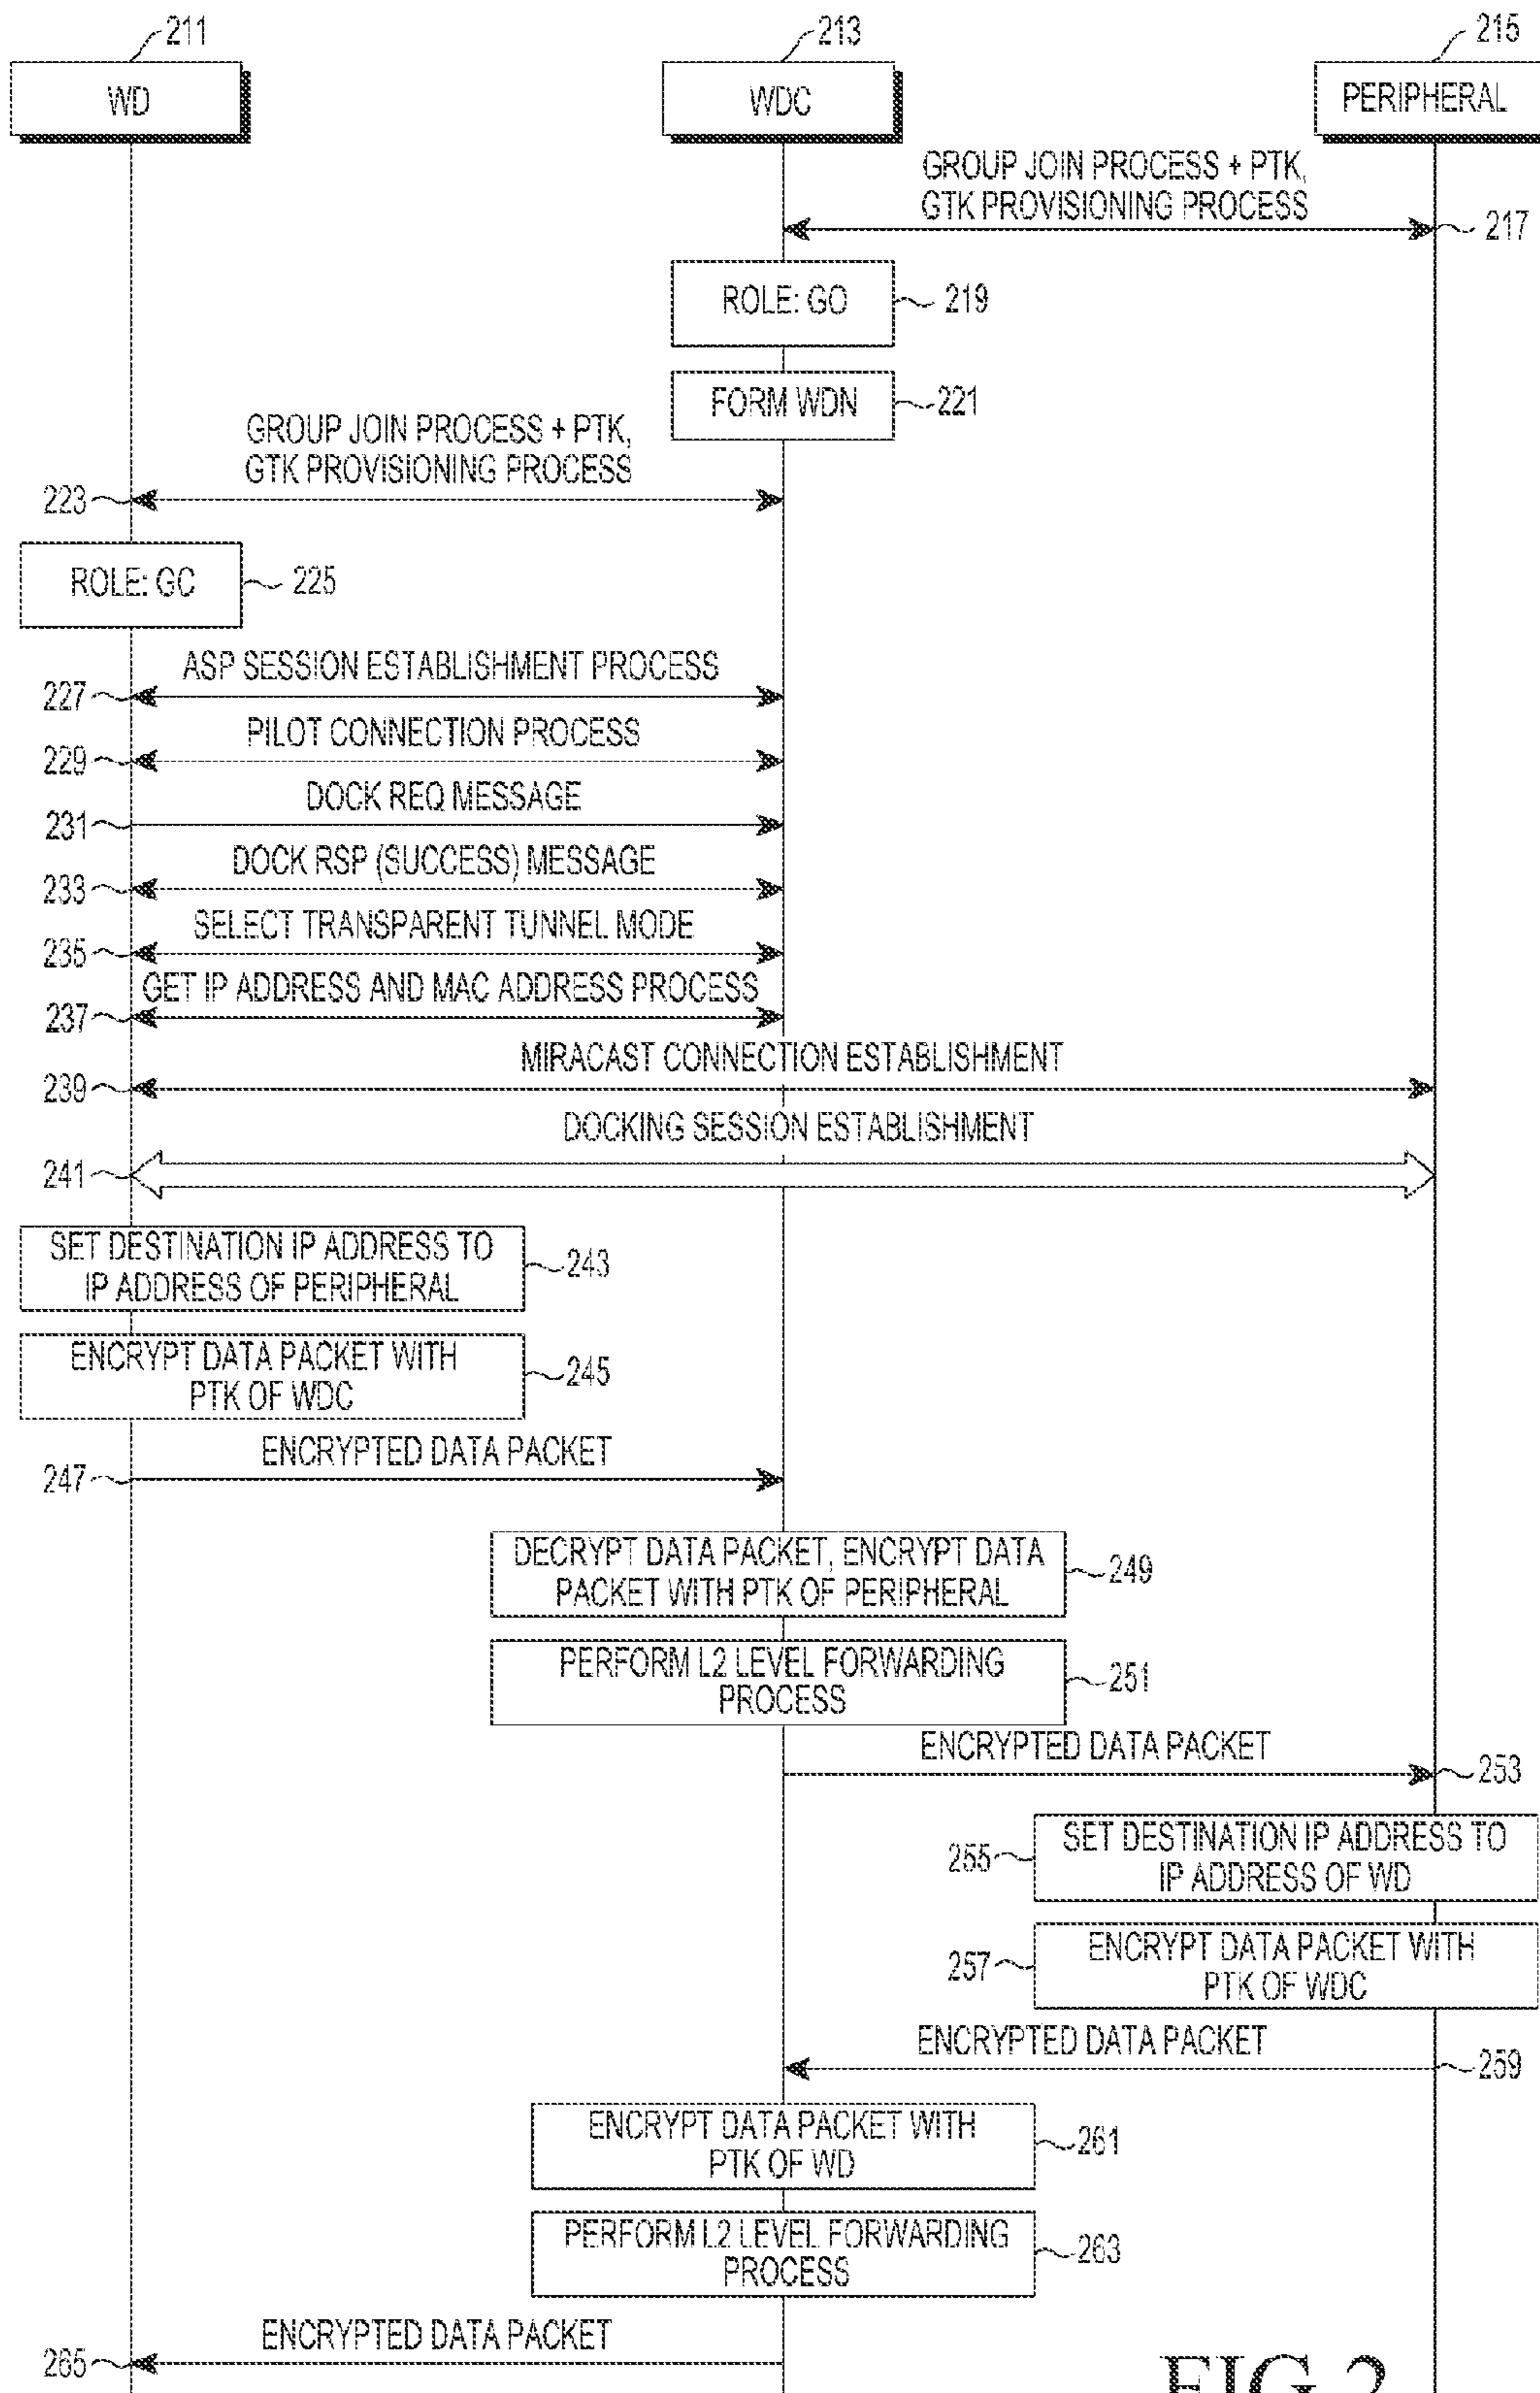 211
213
215
WD
WDC
PERIPHERAL
GROUP JOIN PROCESS + PTK,
GTK PROVISIONING PROCESS
217
ROLE: GO
219
FORM WDN
221
GROUP JOIN PROCESS + PTK,
GTK PROVISIONING PROCESS
223
ROLE: GC
225
ASP SESSION ESTABLISHMENT PROCESS
227
PILOT CONNECTION PROCESS
229
DOCK REQ MESSAGE
231
DOCK RSP (SUCCESS) MESSAGE
233
SELECT TRANSPARENT TUNNEL MODE
235
GET IP ADDRESS AND MAC ADDRESS PROCESS
237
MIRACAST CONNECTION ESTABLISHMENT
239
DOCKING SESSION ESTABLISHMENT
241
SET DESTINATION IP ADDRESS TO
IP ADDRESS OF PERIPHERAL
243
ENCRYPT DATA PACKET WITH
PTK OF WDC
245
ENCRYPTED DATA PACKET
247
DECRYPT DATA PACKET, ENCRYPT DATA
PACKET WITH PTK OF PERIPHERAL
249
PERFORM L2 LEVEL FORWARDING
PROCESS
251
ENCRYPTED DATA PACKET
253
SET DESTINATION IP ADDRESS TO
IP ADDRESS OF WD
255
ENCRYPT DATA PACKET WITH
PTK OF WDC
257
ENCRYPTED DATA PACKET
259
ENCRYPT DATA PACKET WITH
PTK OF WD
261
PERFORM L2 LEVEL FORWARDING
PROCESS
263
ENCRYPTED DATA PACKET
265
FIG.2